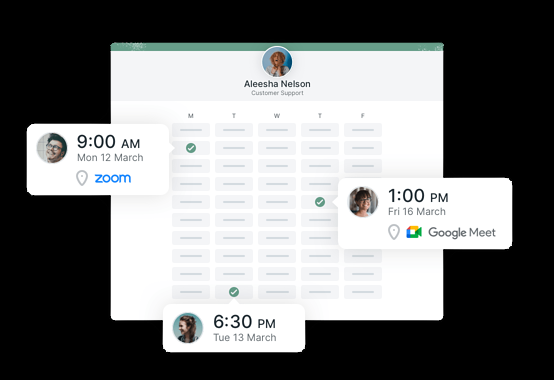 Aleesha Nelson
Customer Support
M T W T F
9:00 AM
Mon 12 March
zoom
1:00 PM
Fri 16 March
Google Meet
6:30 PM
Tue 13 March